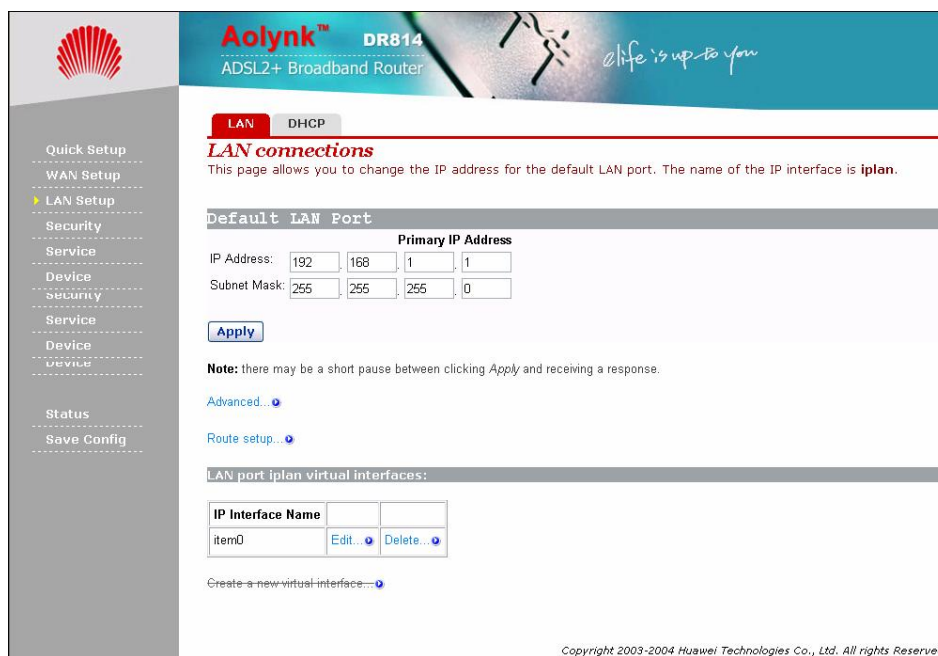 Aolynk™ DR814
ADSL2+ Broadband Router
elife is up to you
Quick Setup
WAN Setup
LAN Setup
Security
Service
Device
Security
Service
Device
Device
Status
Save Config
LAN DHCP
LAN connections
This page allows you to change the IP address for the default LAN port. The name of the IP interface is iplan.
Default LAN Port
Primary IP Address
IP Address: 192 . 168 . 1 . 1
Subnet Mask: 255 . 255 . 255 . 0
Apply
Note: there may be a short pause between clicking Apply and receiving a response.
Advanced...
Route setup...
LAN port iplan virtual interfaces:
IP Interface Name
item0 Edit... Delete...
Create a new virtual interface...
Copyright 2003-2004 Huawei Technologies Co., Ltd. All rights Reserve